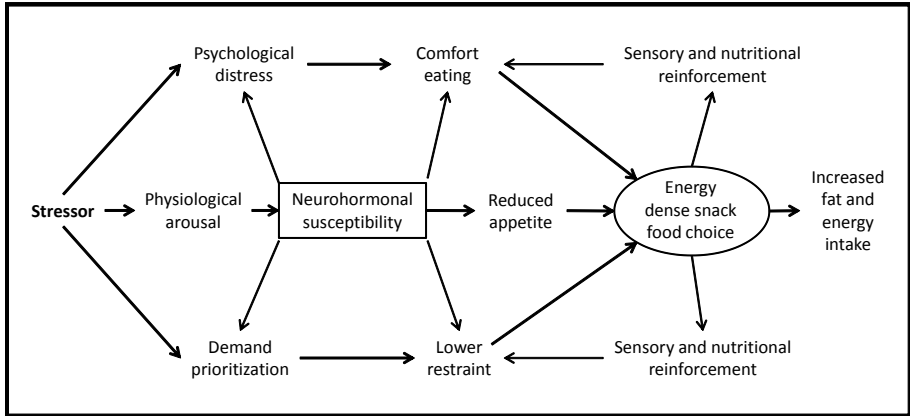 Psychological
distress
Comfort
eating
Sensory and nutritional
reinforcement
Stressor
Physiological
arousal
Neurohormonal
susceptibility
Reduced
appetite
Energy
dense snack
food choice
Increased
fat and
energy
intake
Demand
prioritization
Lower
restraint
Sensory and nutritional
reinforcement